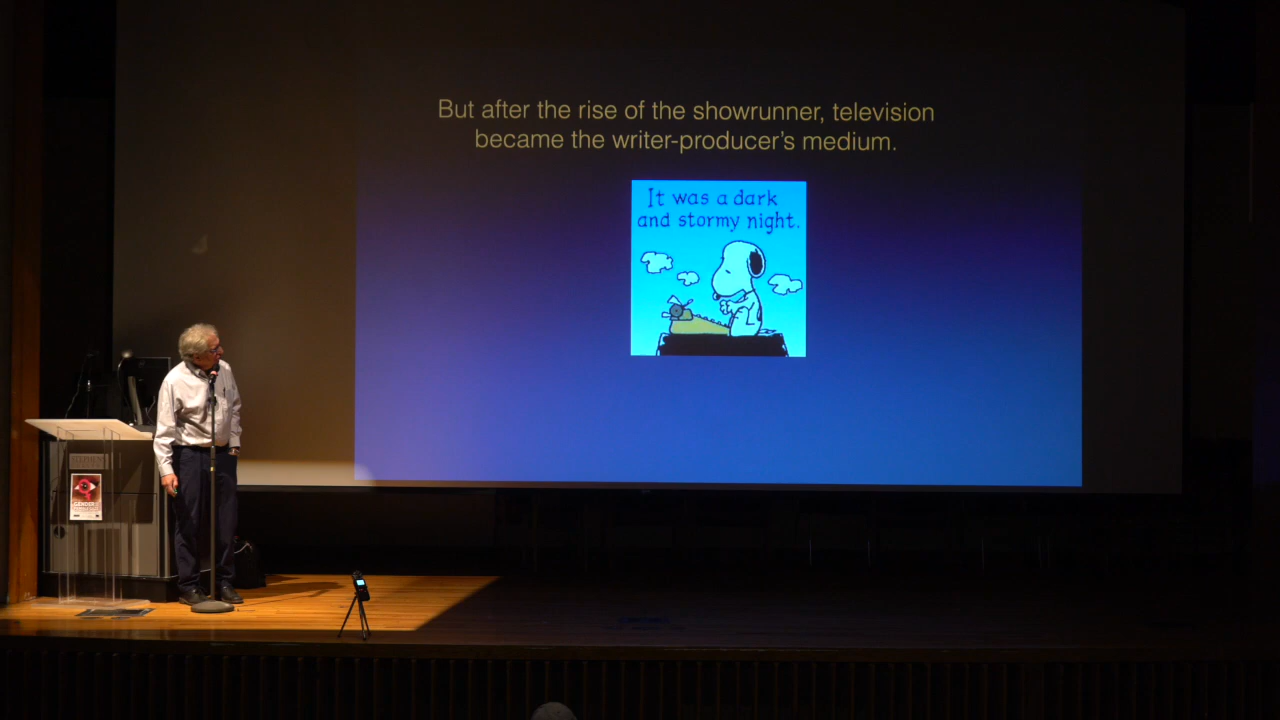 But after the rise of the showrunner, television
became the writer-producer's medium.
It was a dark
and stormy night.
STEPHENS